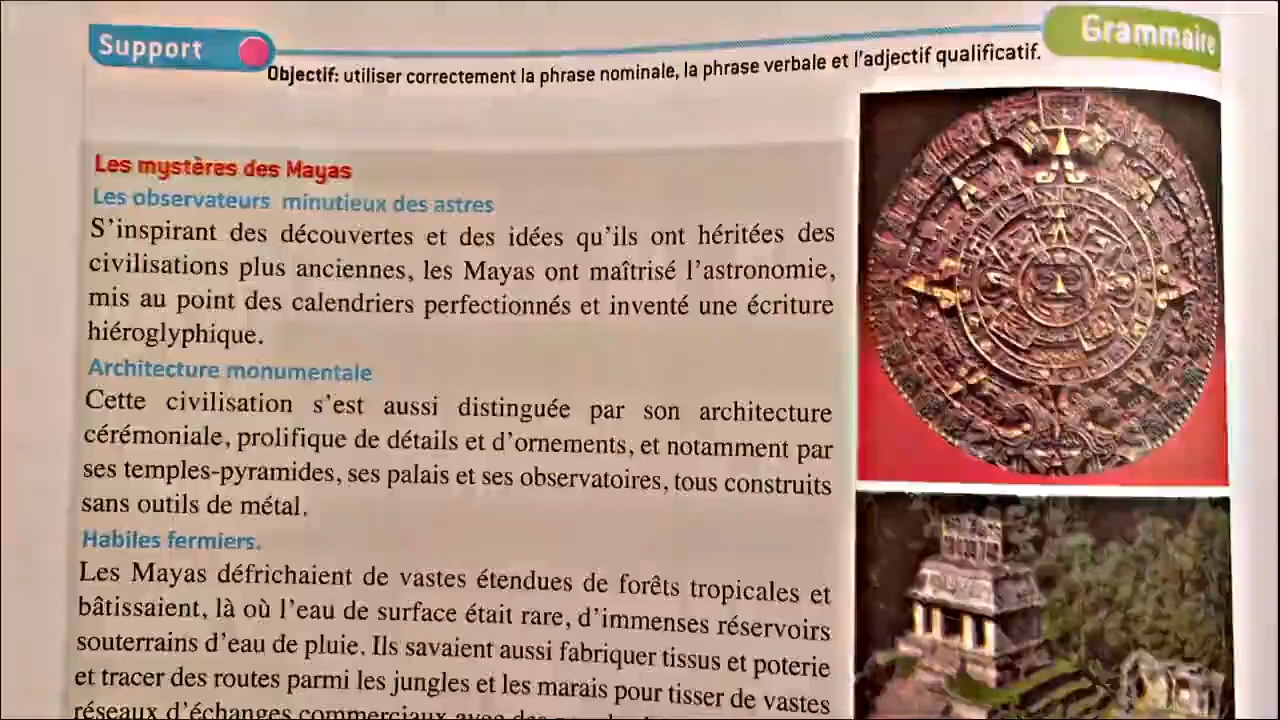 Support
Grammaire
Objectif: utiliser correctement la phrase nominale, la phrase verbale et l'adjectif qualificatif.
Les mystères des Mayas
Les observateurs minutieux des astres
S'inspirant des découvertes et des idées qu'ils ont héritées des
civilisations plus anciennes, les Mayas ont maîtrisé l'astronomie,
mis au point des calendriers perfectionnés et inventé une écriture
hiéroglyphique.
Architecture monumentale
Cette civilisation s'est aussi distinguée par son architecture
cérémoniale, prolifique de détails et d'ornements, et notamment par
ses temples-pyramides, ses palais et ses observatoires, tous construits
sans outils de métal.
Habiles fermiers.
Les Mayas défrichaient de vastes étendues de forêts tropicales et
bâtissaient, là où l'eau de surface était rare, d'immenses réservoirs
souterrains d'eau de pluie. Ils savaient aussi fabriquer tissus et poterie
et tracer des routes parmi les jungles et les marais pour tisser de vastes
réseaux d'échanges commerciaux avec des